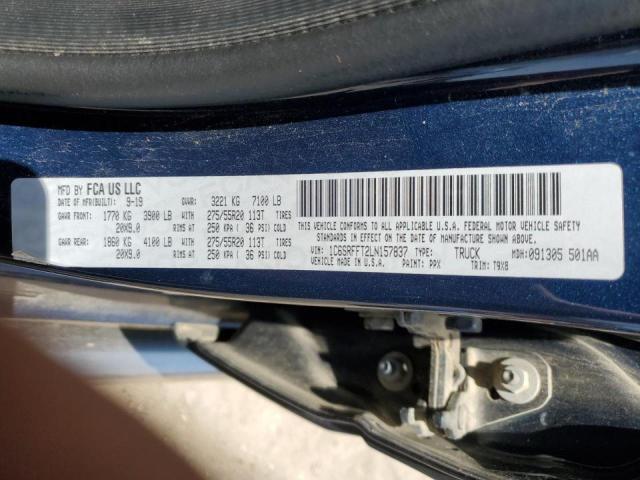 MFD BY FCA US LLC
DATE OF MFR(BUILT): 9-19 GVWR: 3221 KG 7100 LB
GAWR FRONT: 1770 KG 3900 LB WITH 275/55R20 113T TIRES
20X9.0 RIMS AT 250 KPA ( 36 PSI) COLD
GAWR REAR: 1860 KG 4100 LB WITH 275/55R20 113T TIRES
20X9.0 RIMS AT 250 KPA ( 36 PSI) COLD
THIS VEHICLE CONFORMS TO ALL APPLICABLE U.S.A. FEDERAL MOTOR VEHICLE SAFETY
STANDARDS IN EFFECT ON THE DATE OF MANUFACTURE SHOWN ABOVE.
VIN: 1C6SRFFT2LN157837 TYPE: TRUCK MDH: 091305 501AA
VEHICLE MADE IN U.S.A. PAINT: PPX TRIM: T9X8